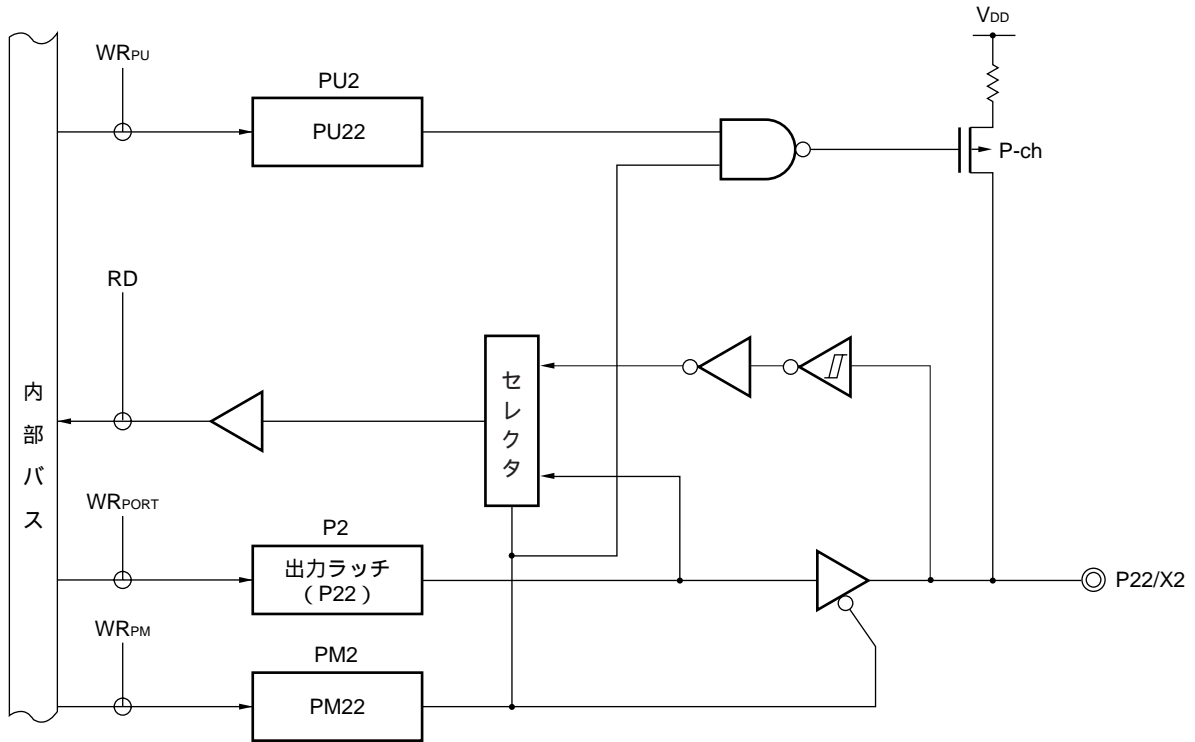 VDD
WRPU
PU2
PU22
P-ch
RD
セレクタ
内部バス
WRPORT
P2
出力ラッチ
（P22）
P22/X2
WRPM
PM2
PM22